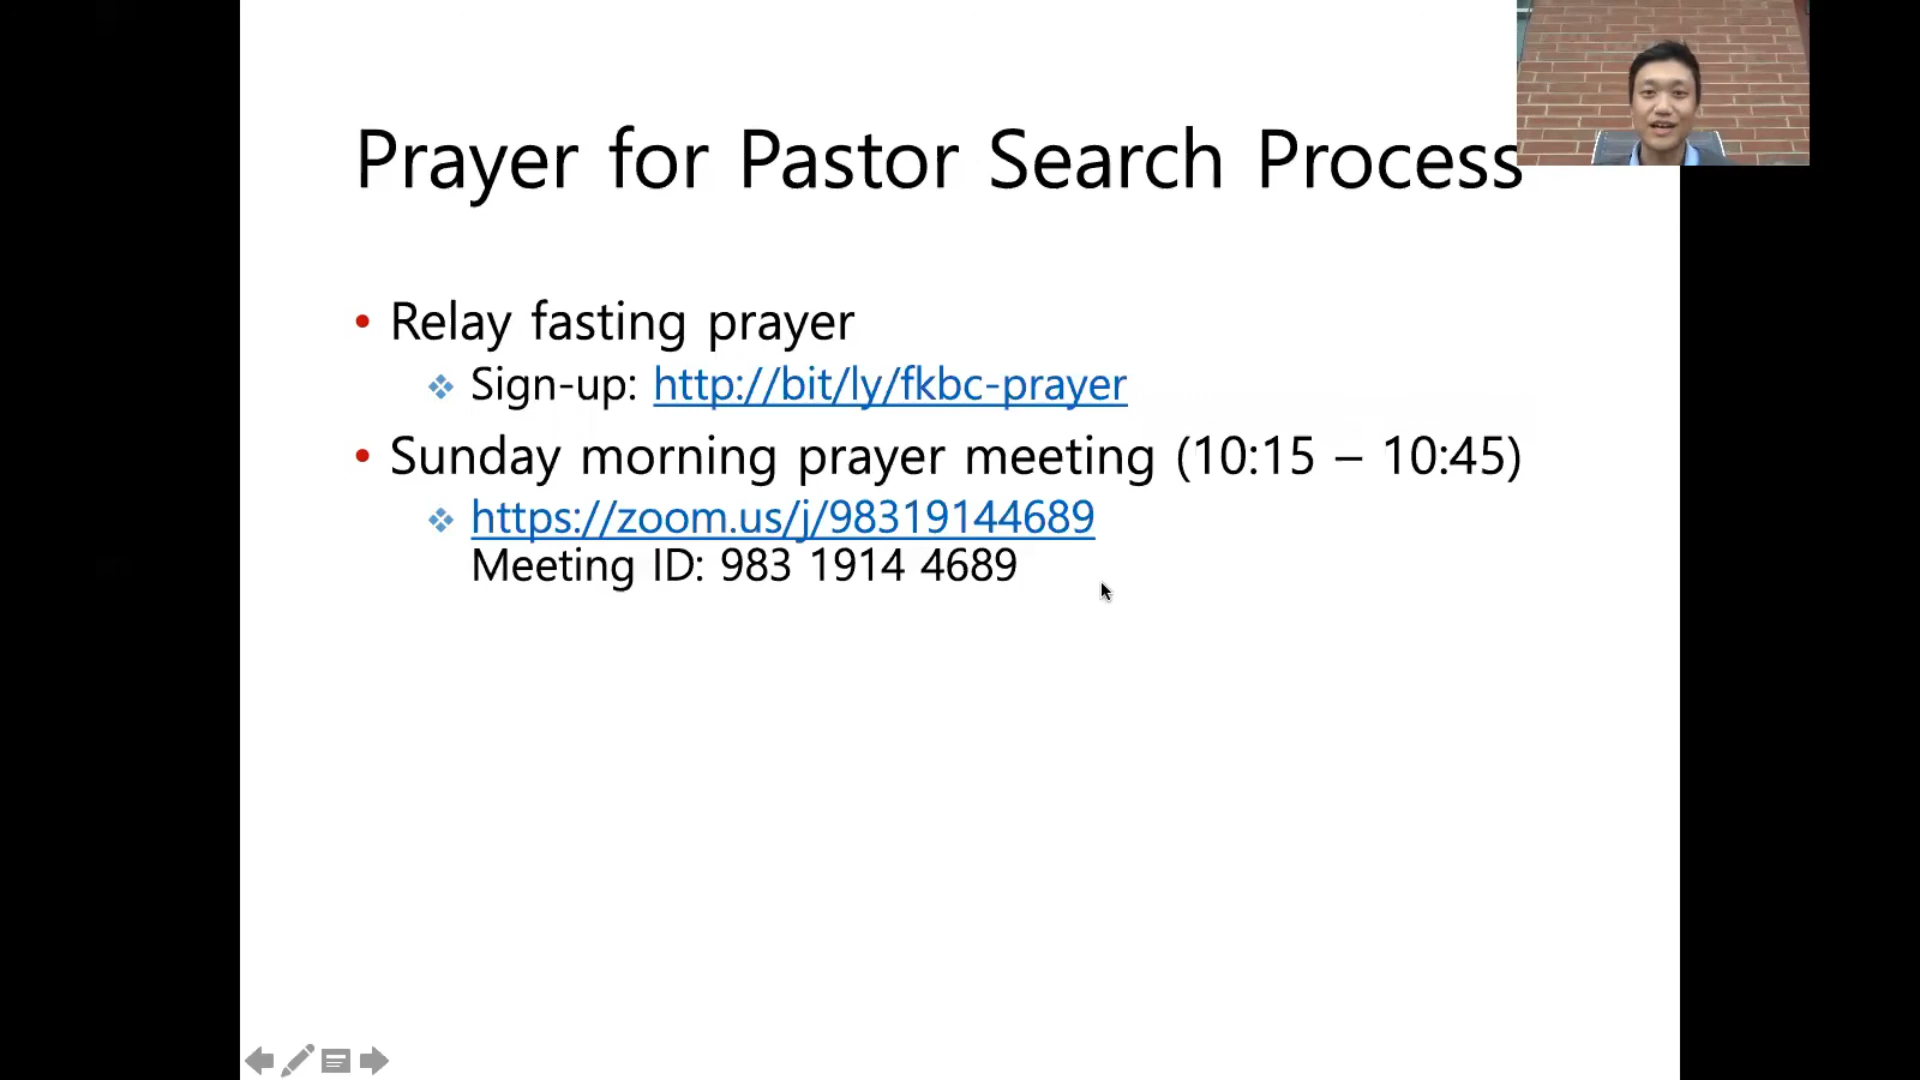 Prayer for Pastor Search Process
• Relay fasting prayer
❖ Sign-up: http://bit/ly/fkbc-prayer
• Sunday morning prayer meeting (10:15 – 10:45)
❖ https://zoom.us/j/98319144689
Meeting ID: 983 1914 4689